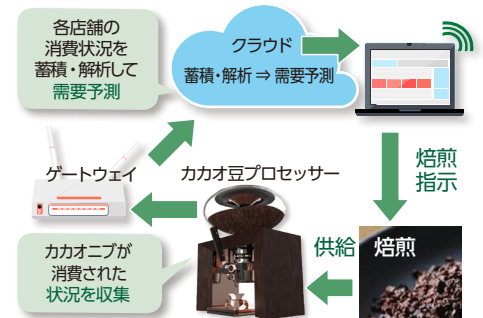 各店舗の
消費状況を
蓄積・解析して
需要予測
クラウド
蓄積・解析 ⇒ 需要予測
焙煎
指示
ゲートウェイ
カカオ豆プロセッサー
カカオニブが
消費された
状況を収集
供給
焙煎